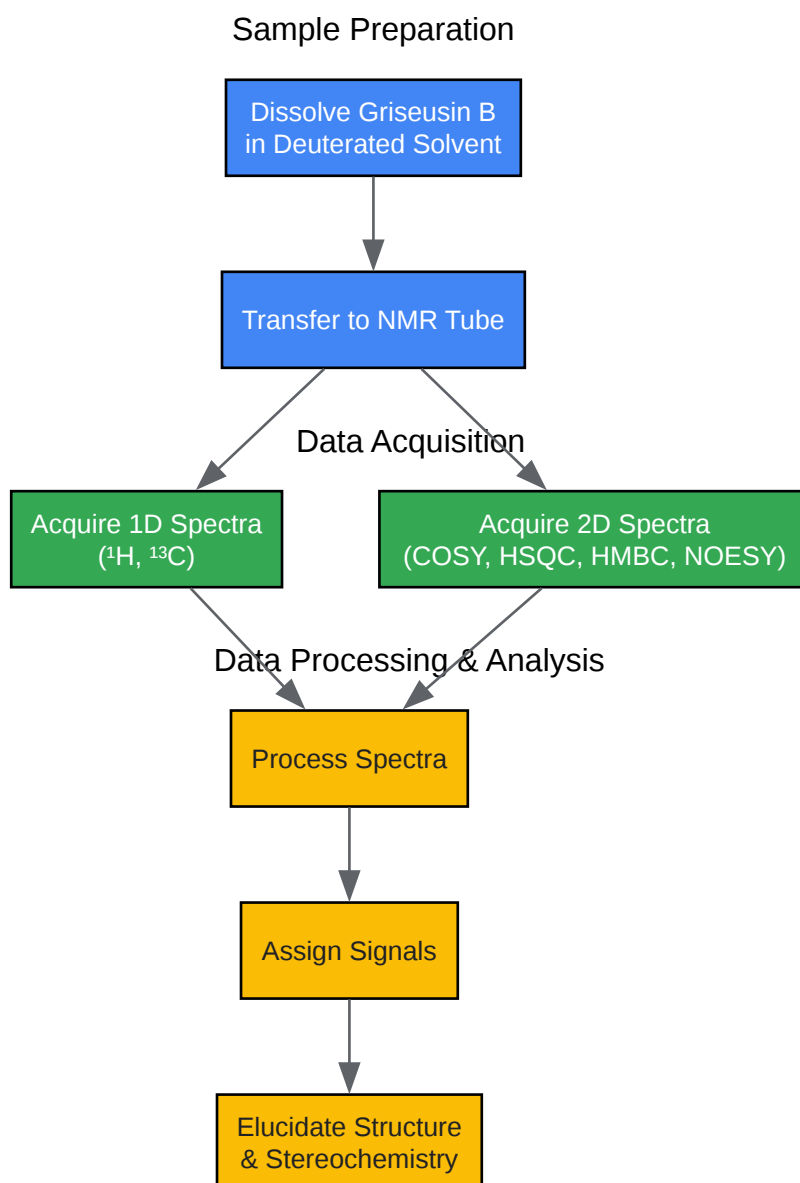 Sample Preparation
Dissolve Griseusin B
in Deuterated Solvent
Transfer to NMR Tube
Data Acquisition
Acquire 1D Spectra
(¹H, ¹³C)
Acquire 2D Spectra
(COSY, HSQC, HMBC, NOESY)
Data Processing & Analysis
Process Spectra
Assign Signals
Elucidate Structure
& Stereochemistry